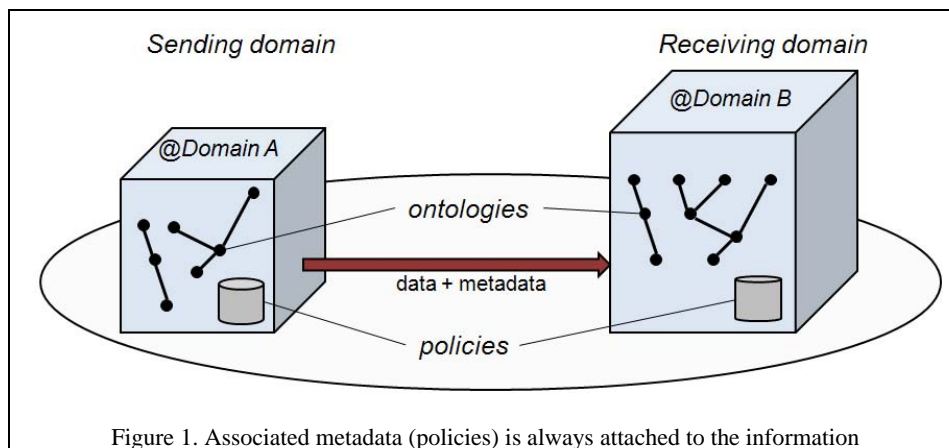 Sending domain
Receiving domain
@Domain A
@Domain B
ontologies
data + metadata
policies
Figure 1. Associated metadata (policies) is always attached to the information